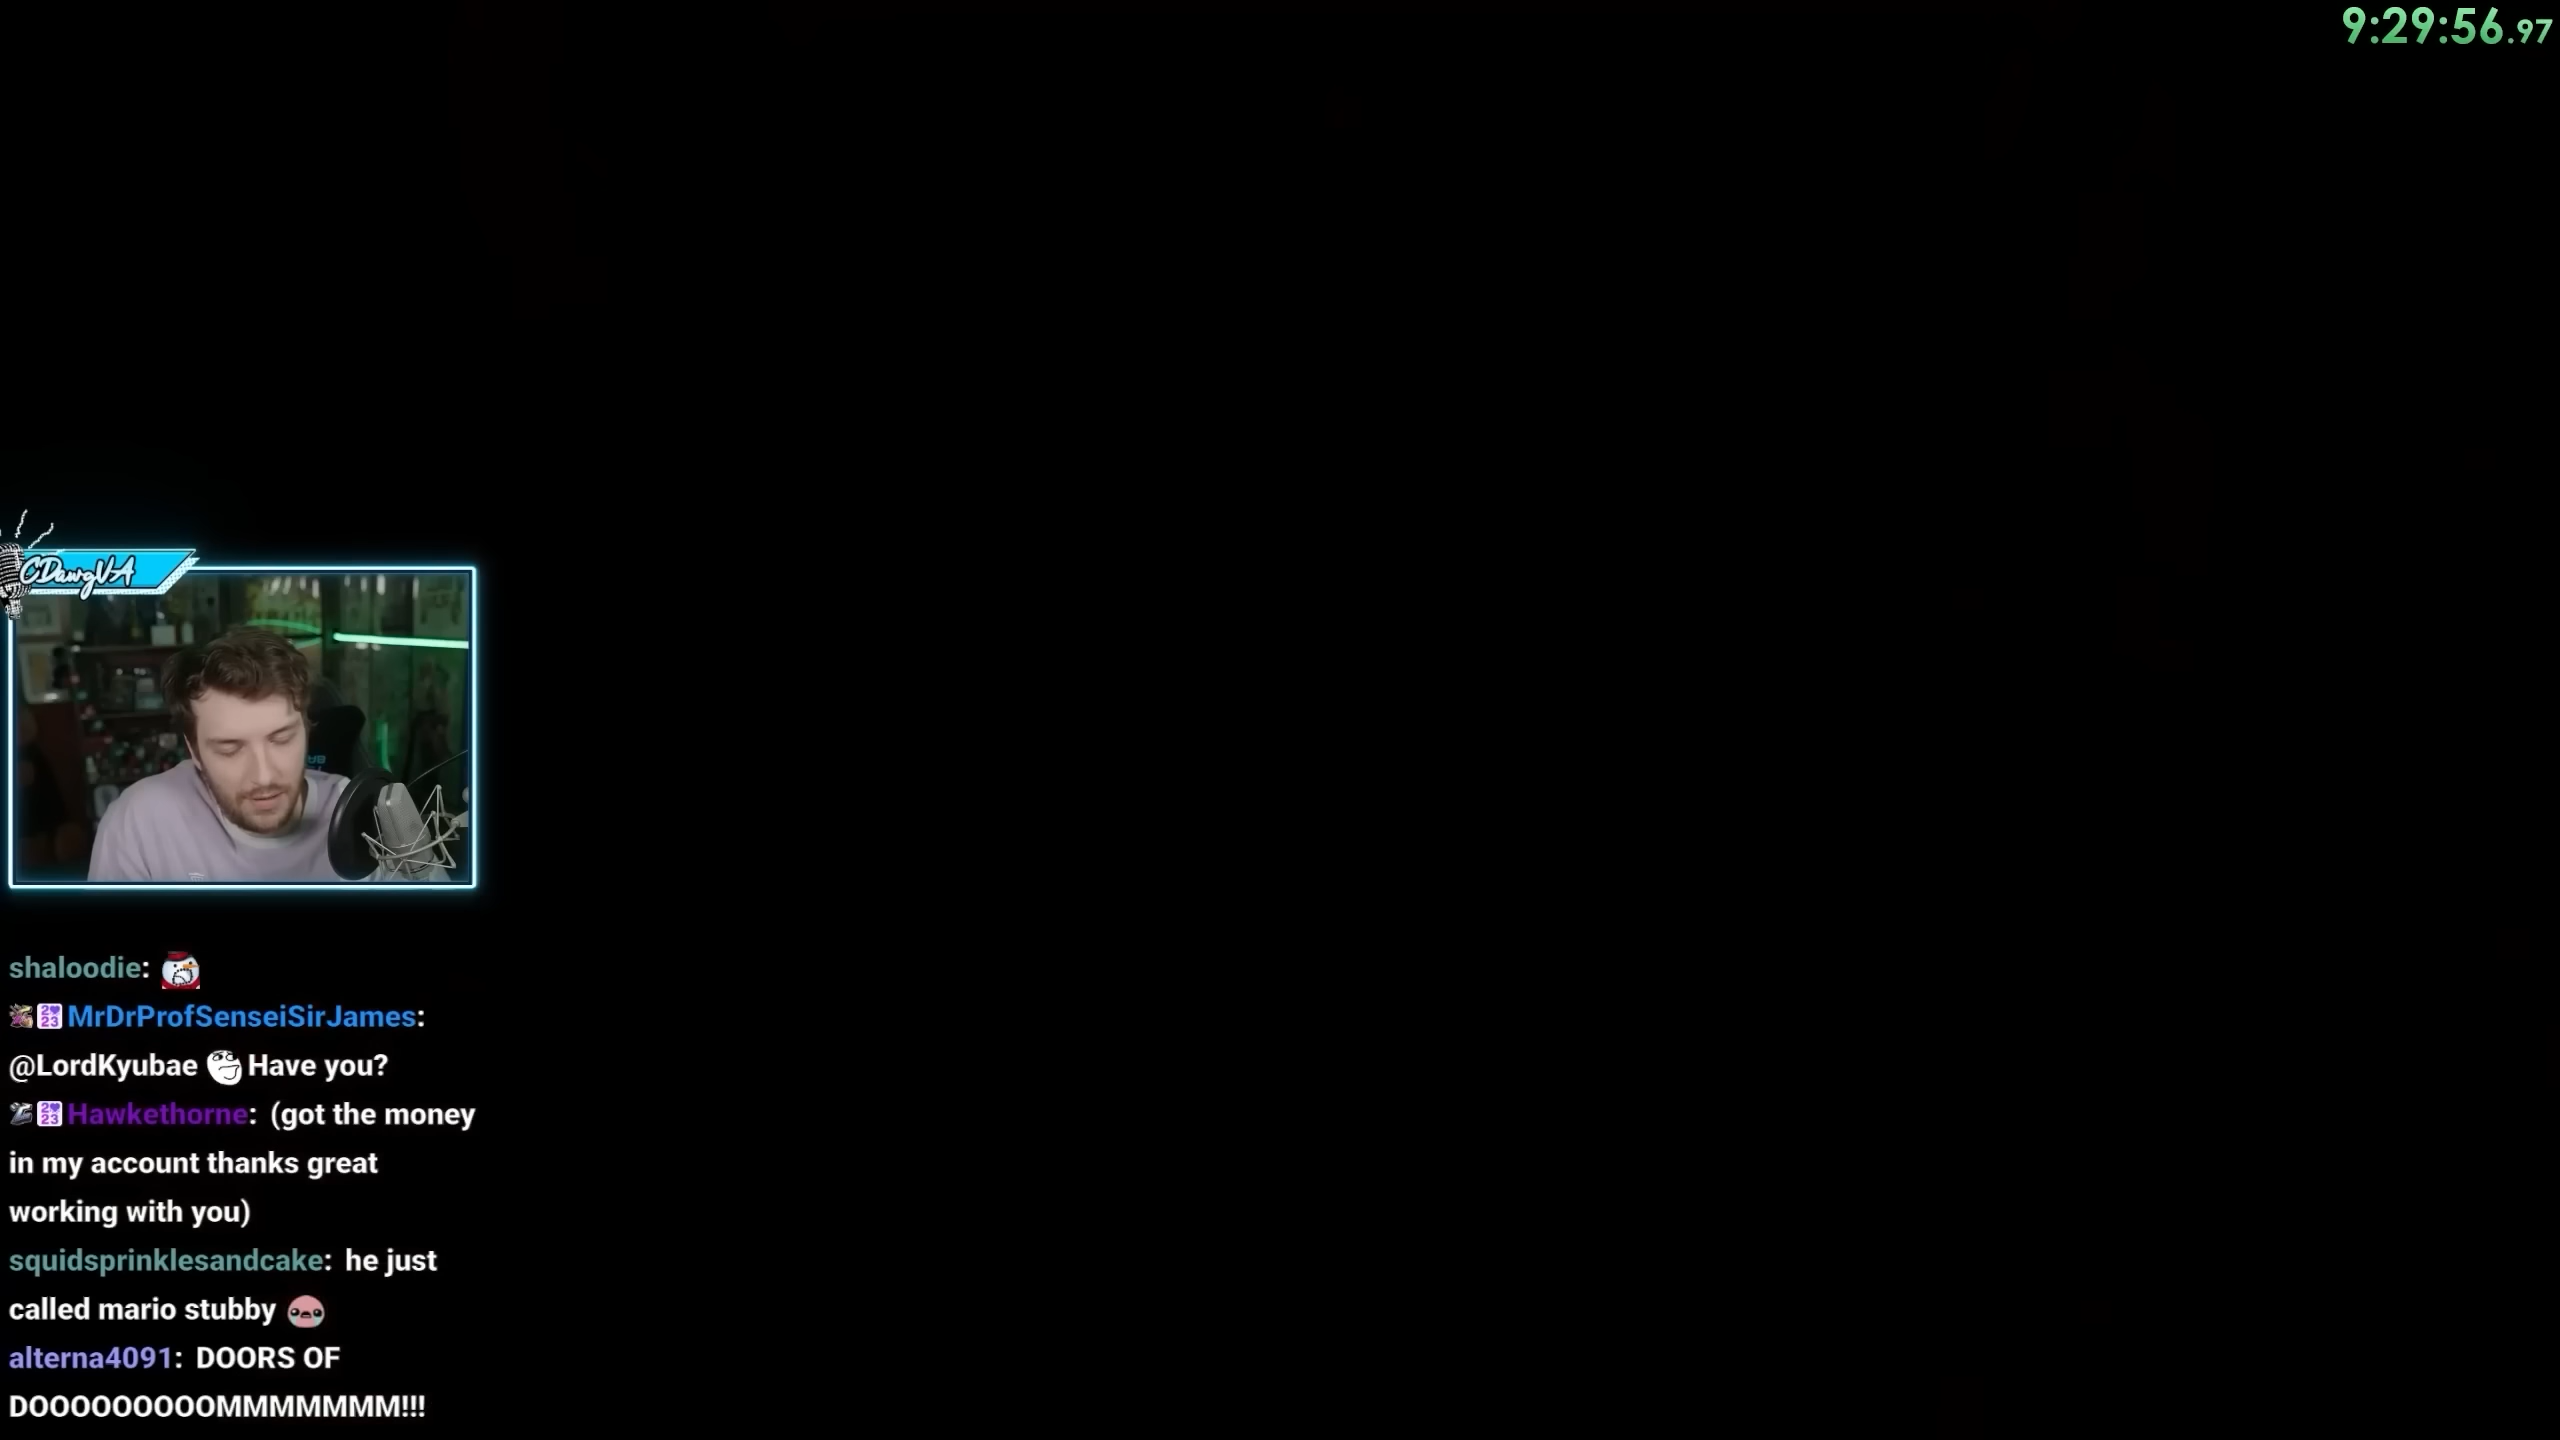 9:29:56.97
CDawgVA
shaloodie:
MrDrProfSenseiSirJames:
@LordKyubae Have you?
Hawkethorne: (got the money
in my account thanks great
working with you)
squidsprinklesandcake: he just
called mario stubby
alterna4091: DOORS OF
DOOOOOOOOOMMMMMMM!!!